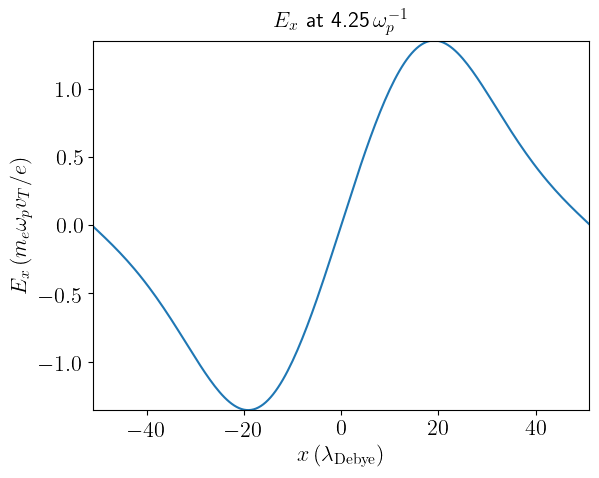 $E_x$ at 4.25 $\omega_p^{-1}$
1.0
0.5
0.0
−0.5
−1.0
$E_x\,(m_e\omega_p v_T/e)$
−40 −20 0 20 40
$x\,(\lambda_{\mathrm{Debye}})$